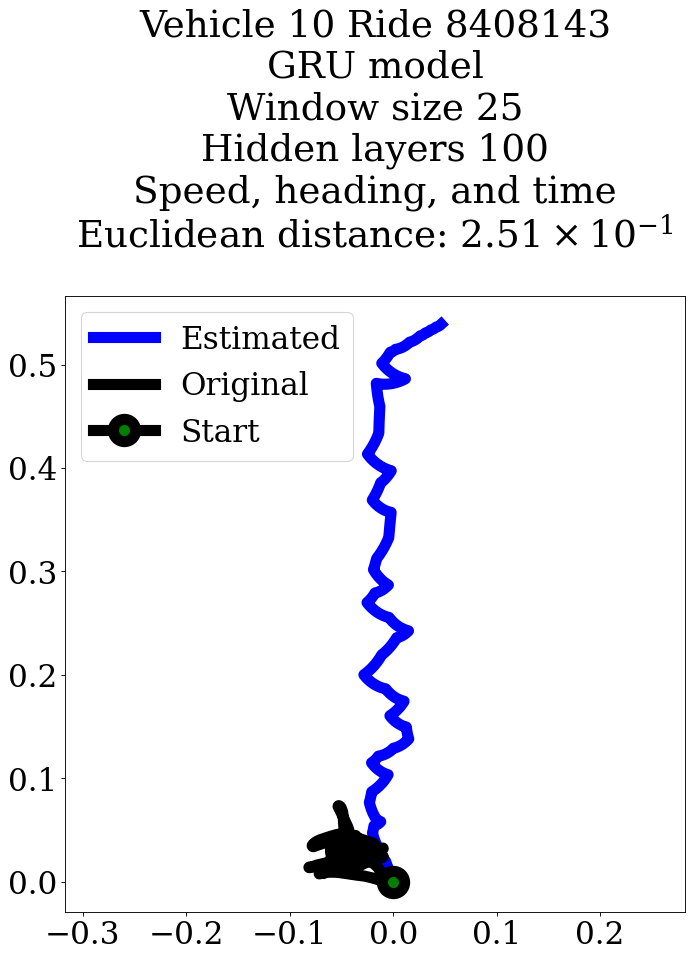 Vehicle 10 Ride 8408143
GRU model
Window size 25
Hidden layers 100
Speed, heading, and time
Euclidean distance: 2.51 × 10⁻¹
Estimated
Original
Start
0.5
0.4
0.3
0.2
0.1
0.0
−0.3 −0.2 −0.1 0.0 0.1 0.2